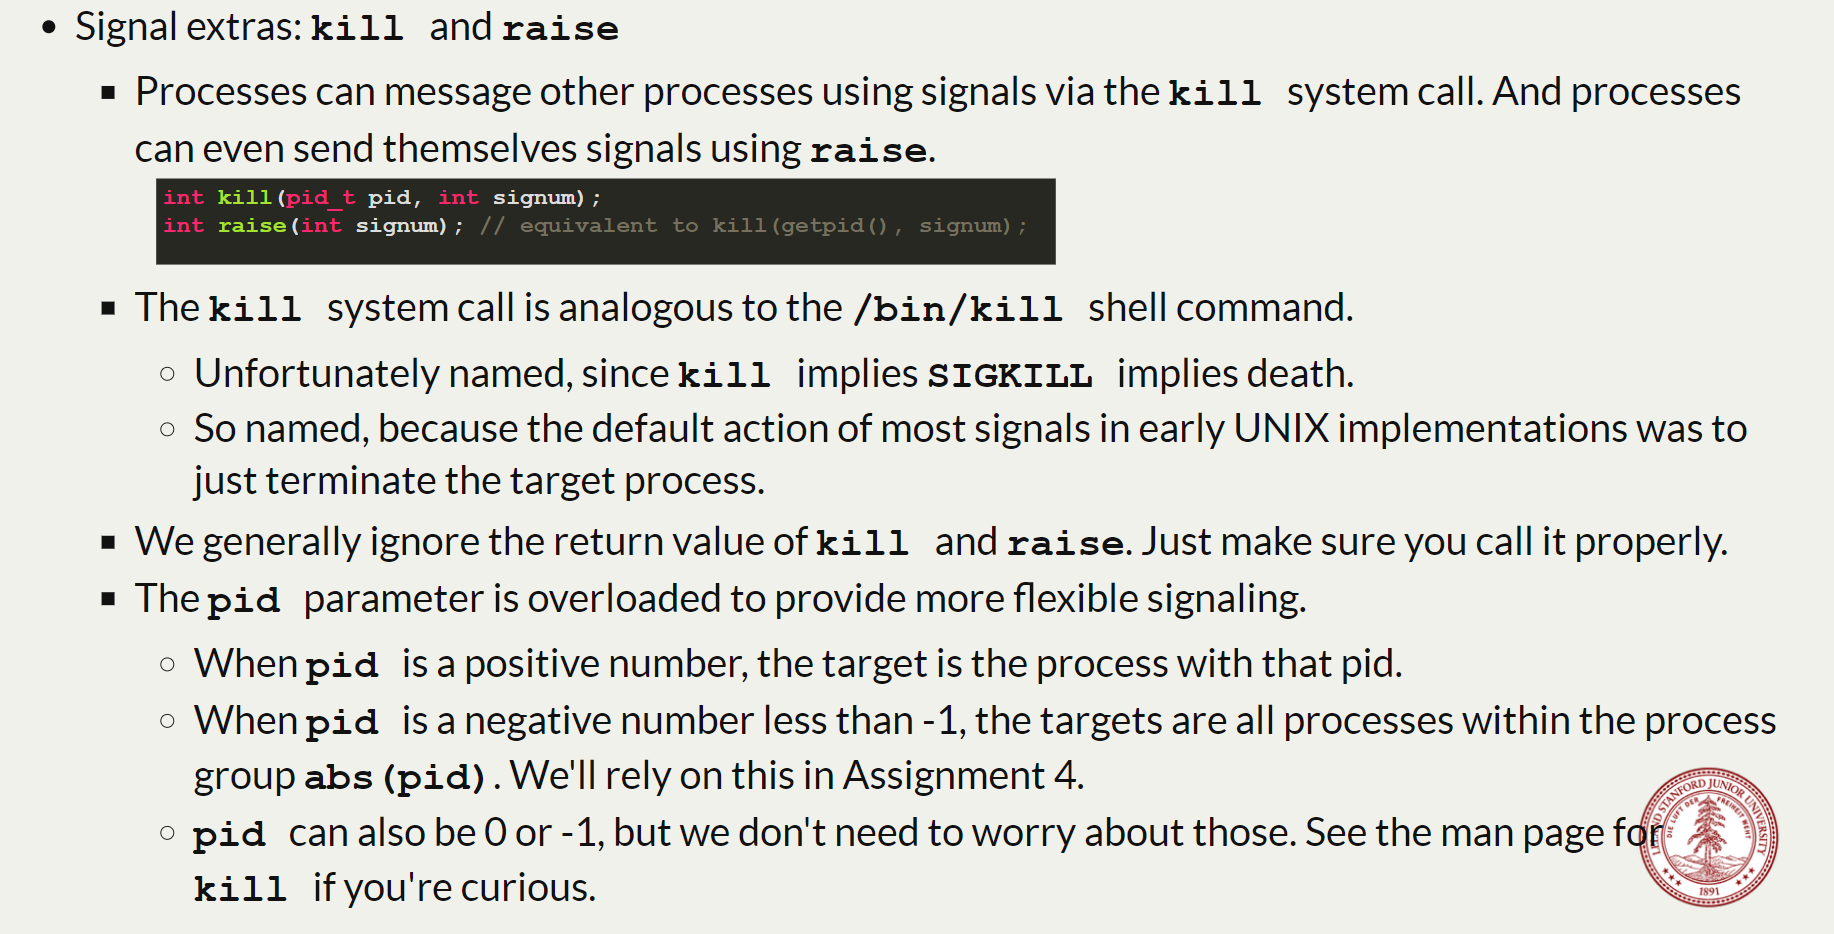 Signal extras: kill and raise
Processes can message other processes using signals via the kill system call. And processes
can even send themselves signals using raise.
int kill(pid_t pid, int signum);
int raise(int signum); // equivalent to kill(getpid(), signum);
The kill system call is analogous to the /bin/kill shell command.
Unfortunately named, since kill implies SIGKILL implies death.
So named, because the default action of most signals in early UNIX implementations was to
just terminate the target process.
We generally ignore the return value of kill and raise. Just make sure you call it properly.
The pid parameter is overloaded to provide more flexible signaling.
When pid is a positive number, the target is the process with that pid.
When pid is a negative number less than -1, the targets are all processes within the process
group abs(pid). We'll rely on this in Assignment 4.
pid can also be 0 or -1, but we don't need to worry about those. See the man page for
kill if you're curious.
LELAND STANFORD JUNIOR UNIVERSITY
DIE LUFT DER FREIHEIT WEHT
1891